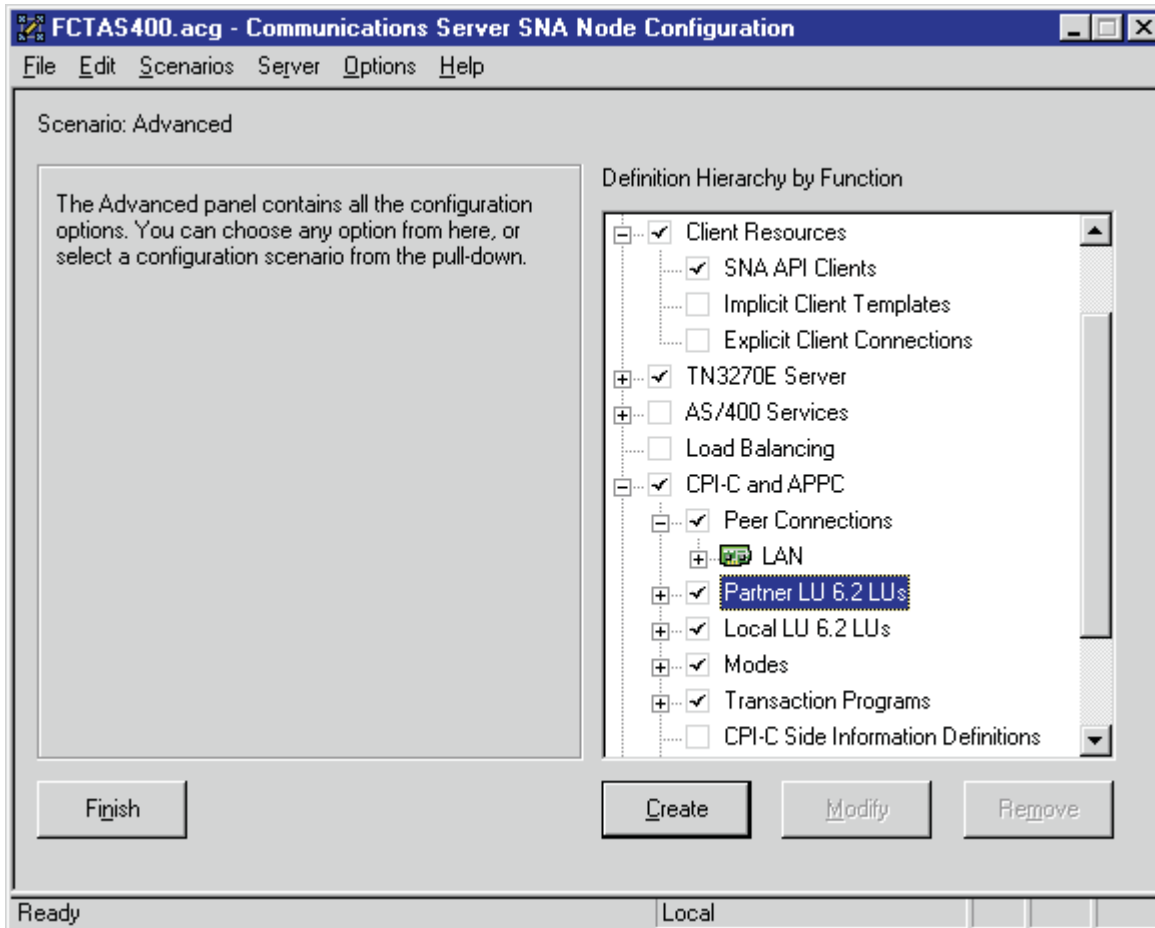 FCTAS400.acg - Communications Server SNA Node Configuration
File Edit Scenarios Server Options Help
Scenario: Advanced
The Advanced panel contains all the configuration
options. You can choose any option from here, or
select a configuration scenario from the pull-down.
Definition Hierarchy by Function
Client Resources
SNA API Clients
Implicit Client Templates
Explicit Client Connections
TN3270E Server
AS/400 Services
Load Balancing
CPI-C and APPC
Peer Connections
LAN
Partner LU 6.2 LUs
Local LU 6.2 LUs
Modes
Transaction Programs
CPI-C Side Information Definitions
Finish
Create Modify Remove
Ready Local